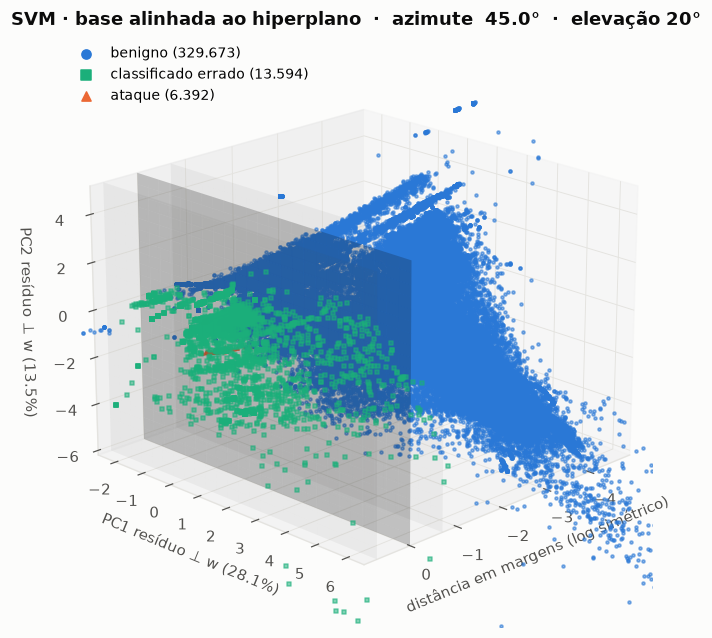 SVM · base alinhada ao hiperplano · azimute 45.0° · elevação 20°
benigno (329.673)
classificado errado (13.594)
ataque (6.392)
4
2
0
−2
−4
−6
PC2 resíduo ⊥ w (13.5%)
−2
−1
0
1
2
3
4
5
6
PC1 resíduo ⊥ w (28.1%)
0
−1
−2
−3
−4
distância em margens (log simétrico)